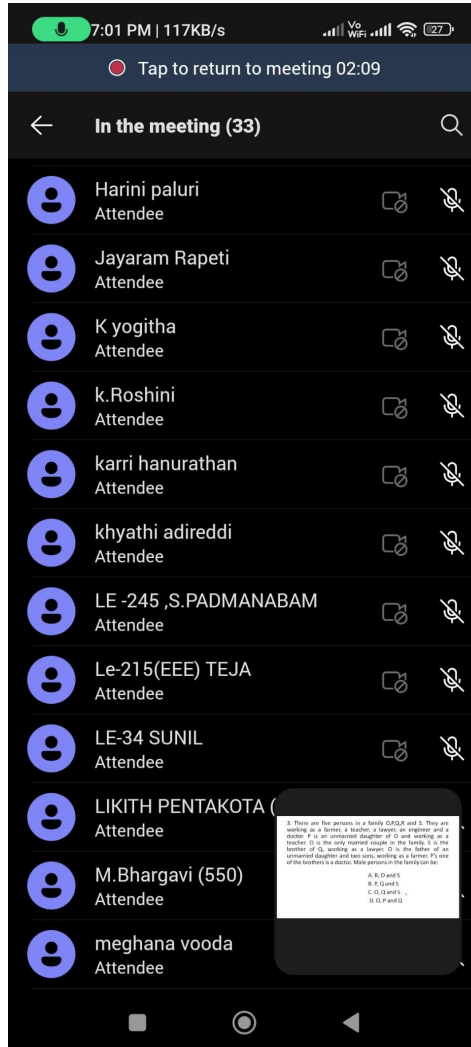 7:01 PM | 117KB/s Vo WiFi 27
Tap to return to meeting 02:09
In the meeting (33)
Harini paluri
Attendee
Jayaram Rapeti
Attendee
K yogitha
Attendee
k.Roshini
Attendee
karri hanurathan
Attendee
khyathi adireddi
Attendee
LE -245 ,S.PADMANABAM
Attendee
Le-215(EEE) TEJA
Attendee
LE-34 SUNIL
Attendee
LIKITH PENTAKOTA (
Attendee
M.Bhargavi (550)
Attendee
meghana vooda
Attendee
3. There are five persons in a family O,P,Q,R and S. They are
working as a farmer, a teacher, a lawyer, an engineer and a
doctor. P is an unmarried daughter of O and working as a
teacher. O is the only married couple in the family. S is the
brother of Q, working as a lawyer. O is the father of an
unmarried daughter and two sons, working as a farmer. P's one
of the brothers is a doctor. Male persons in the family can be:
A. R, O and S
B. P, Q and S
C. O, Q and S
D. O, P and Q